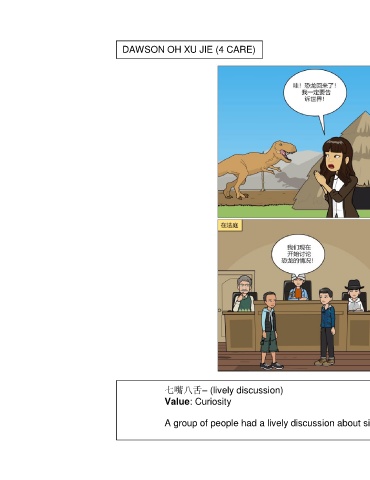 DAWSON OH XU JIE (4 CARE)
哇！恐龙回来了！
我一定要告
诉世界！
在法庭
我们现在
开始讨论
恐龙的情况！
七嘴八舌– (lively discussion)
Value: Curiosity
A group of people had a lively discussion about si